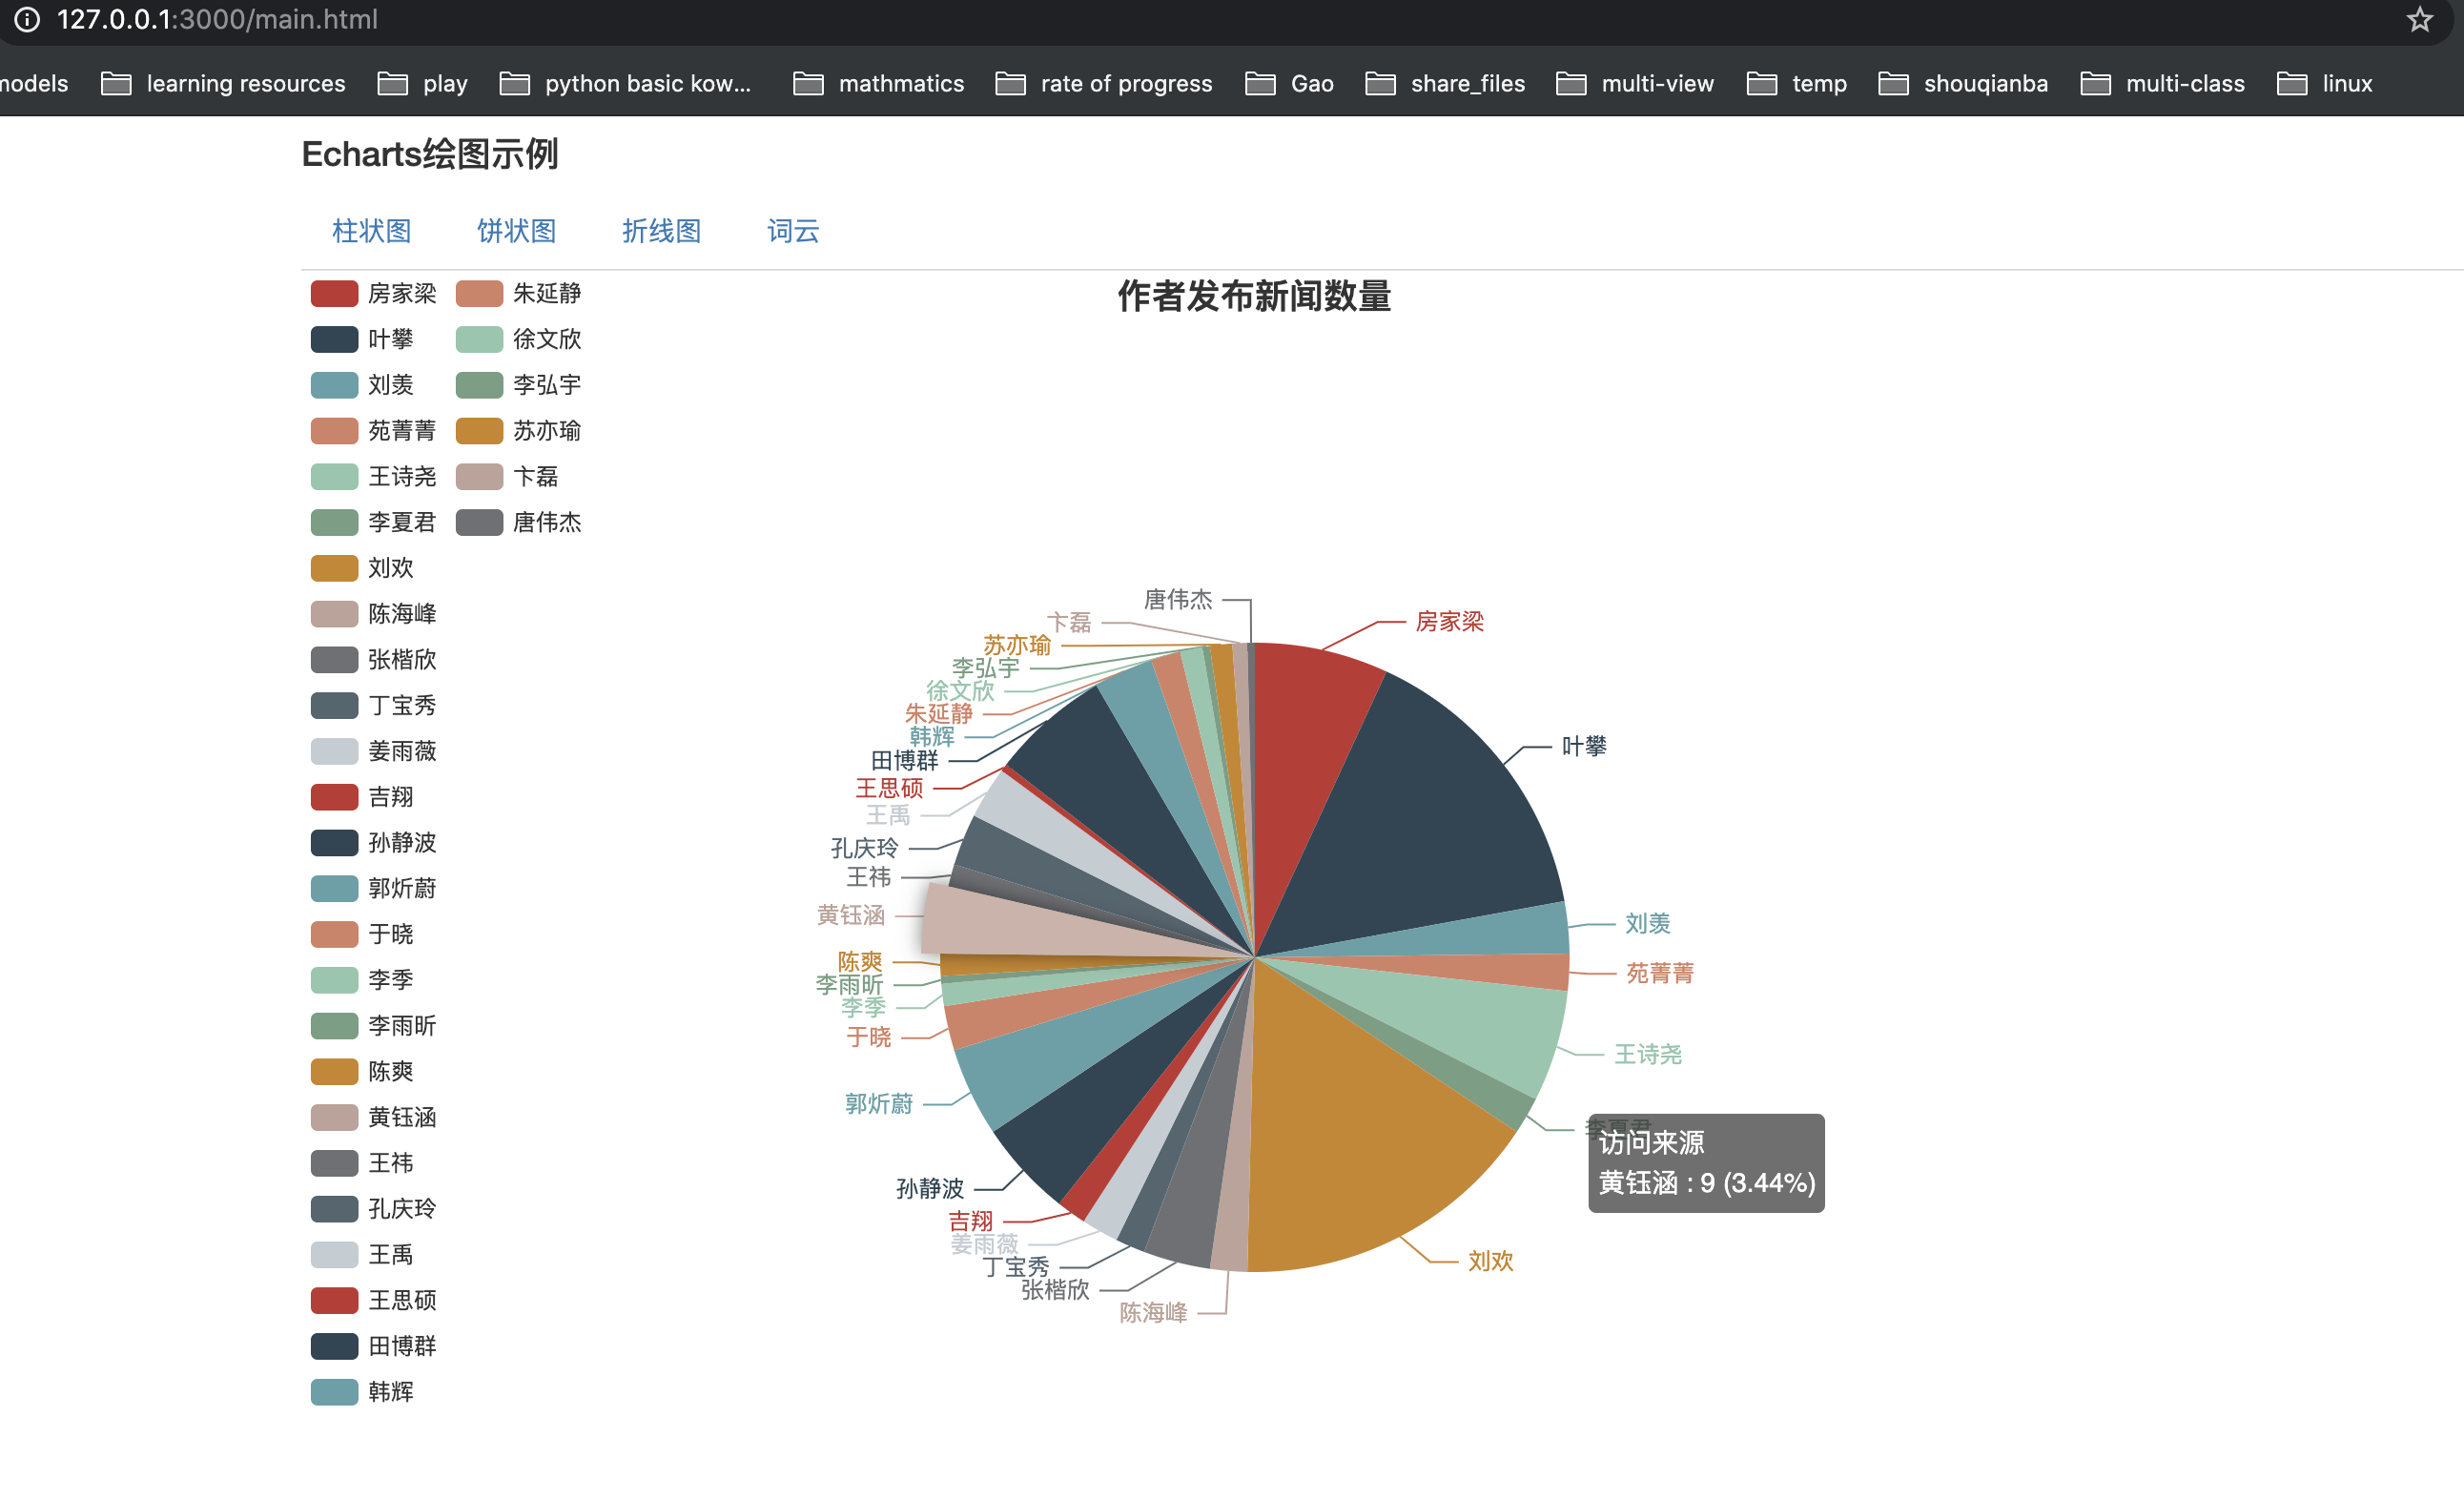 127.0.0.1:3000/main.html
models learning resources play python basic kow... mathmatics rate of progress Gao share_files multi-view temp shouqianba multi-class linux
Echarts绘图示例
柱状图 饼状图 折线图 词云
作者发布新闻数量
房家梁 朱延静
叶攀 徐文欣
刘羡 李弘宇
苑菁菁 苏亦瑜
王诗尧 卞磊
李夏君 唐伟杰
刘欢
陈海峰
张楷欣
丁宝秀
姜雨薇
吉翔
孙静波
郭炘蔚
于晓
李季
李雨昕
陈爽
黄钰涵
王祎
孔庆玲
王禹
王思硕
田博群
韩辉
唐伟杰
卞磊
苏亦瑜
李弘宇
徐文欣
朱延静
韩辉
田博群
王思硕
王禹
孔庆玲
王祎
黄钰涵
陈爽
李雨昕
李季
于晓
郭炘蔚
孙静波
吉翔
姜雨薇
丁宝秀
张楷欣
陈海峰
房家梁
叶攀
刘羡
苑菁菁
王诗尧
李夏君
访问来源
黄钰涵 : 9 (3.44%)
刘欢